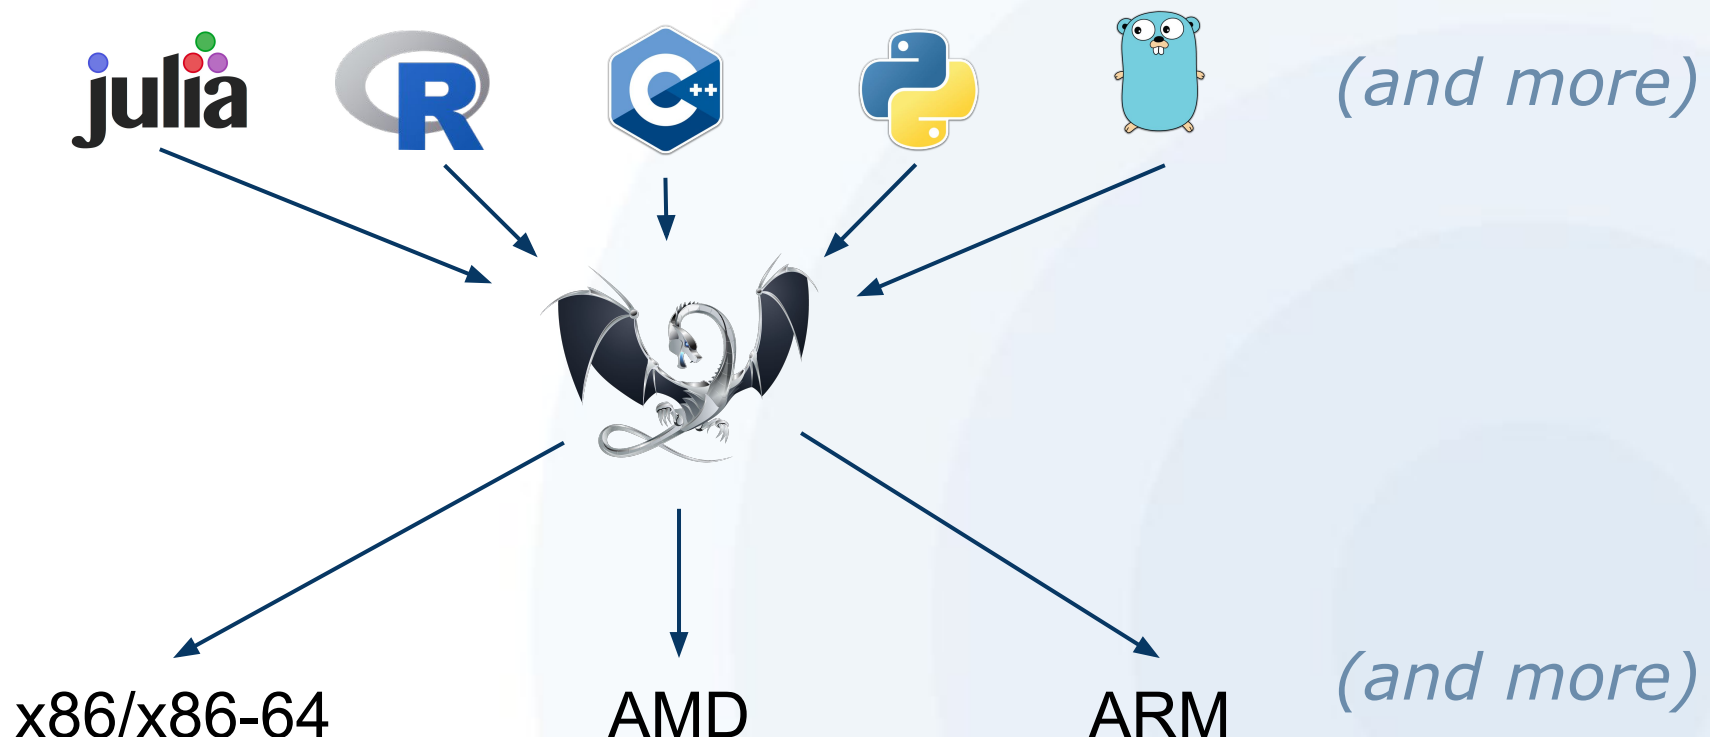 julia
R
C++
(and more)
x86/x86-64
AMD
ARM
(and more)